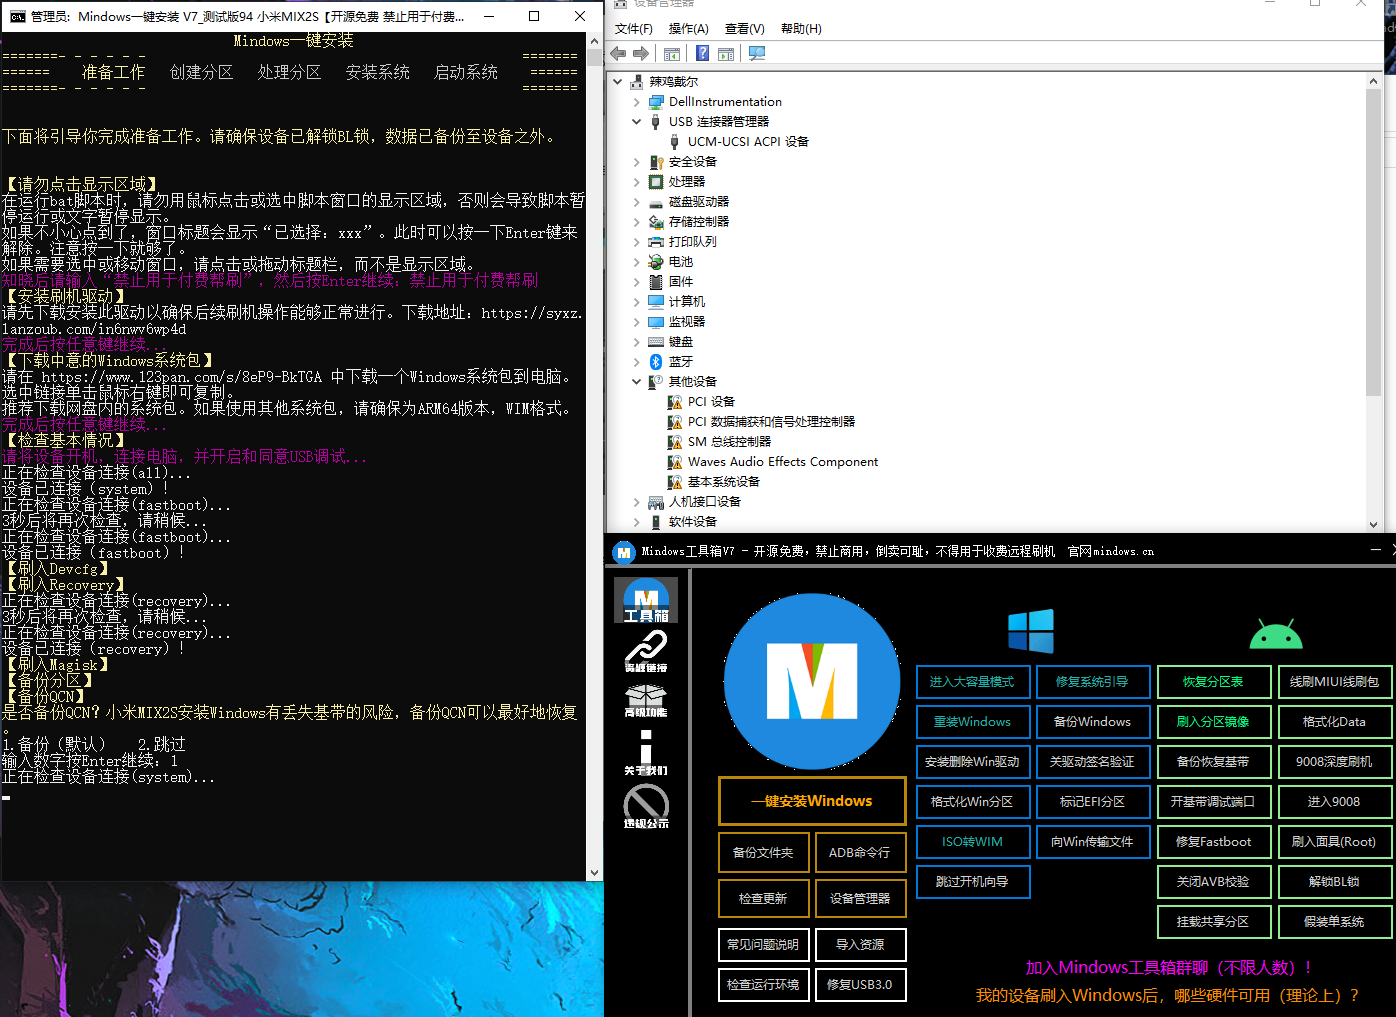 管理员: Mindows一键安装 V7_测试版94 小米MIX2S【开源免费 禁止用于付费...
Mindows一键安装
=======- - - - - - =======
====== 准备工作 创建分区 处理分区 安装系统 启动系统 ======
=======- - - - - - =======
下面将引导你完成准备工作。请确保设备已解锁BL锁，数据已备份至设备之外。
【请勿点击显示区域】
在运行bat脚本时，请勿用鼠标点击或选中脚本窗口的显示区域，否则会导致脚本暂
停运行或文字暂停显示。
如果不小心点到了，窗口标题会显示“已选择：xxx”。此时可以按一下Enter键来
解除。注意按一下就够了。
如果需要选中或移动窗口，请点击或拖动标题栏，而不是显示区域。
知晓后请输入“禁止用于付费帮刷”，然后按Enter继续：禁止用于付费帮刷
【安装刷机驱动】
请先下载安装此驱动以确保后续刷机操作能够正常进行。下载地址：https://syxz.
lanzoub.com/in6nwv6wp4d
完成后按任意键继续...
【下载中意的Windows系统包】
请在 https://www.123pan.com/s/8eP9-BkTGA 中下载一个Windows系统包到电脑。
选中链接单击鼠标右键即可复制。
推荐下载网盘内的系统包。如果使用其他系统包，请确保为ARM64版本，WIM格式。
完成后按任意键继续...
【检查基本情况】
请将设备开机，连接电脑，并开启和同意USB调试...
正在检查设备连接(all)...
设备已连接（system）！
正在检查设备连接(fastboot)...
3秒后将再次检查，请稍候...
正在检查设备连接(fastboot)...
设备已连接（fastboot）！
【刷入Devcfg】
【刷入Recovery】
正在检查设备连接(recovery)...
3秒后将再次检查，请稍候...
正在检查设备连接(recovery)...
设备已连接（recovery）！
【刷入Magisk】
【备份分区】
【备份QCN】
是否备份QCN？小米MIX2S安装Windows有丢失基带的风险，备份QCN可以最好地恢复
。
1.备份（默认） 2.跳过
输入数字按Enter继续：1
正在检查设备连接(system)...
设备管理器
文件(F) 操作(A) 查看(V) 帮助(H)
辣鸡戴尔
DellInstrumentation
USB 连接器管理器
UCM-UCSI ACPI 设备
安全设备
处理器
磁盘驱动器
存储控制器
打印队列
电池
固件
计算机
监视器
键盘
蓝牙
其他设备
PCI 设备
PCI 数据捕获和信号处理控制器
SM 总线控制器
Waves Audio Effects Component
基本系统设备
人机接口设备
软件设备
Mindows工具箱V7 - 开源免费，禁止商用，倒卖可耻，不得用于收费远程刷机 官网mindows.cn
工具箱
高级功能
关于我们
违规公示
一键安装Windows
备份文件夹 ADB命令行
检查更新 设备管理器
常见问题说明 导入资源
检查运行环境 修复USB3.0
进入大容量模式 修复系统引导 恢复分区表 线刷MIUI线刷包
重装Windows 备份Windows 刷入分区镜像 格式化Data
安装删除Win驱动 关驱动签名验证 备份恢复基带 9008深度刷机
格式化Win分区 标记EFI分区 开基带调试端口 进入9008
ISO转WIM 向Win传输文件 修复Fastboot 刷入面具(Root)
跳过开机向导 关闭AVB校验 解锁BL锁
挂载共享分区 假装单系统
加入Mindows工具箱群聊（不限人数）！
我的设备刷入Windows后，哪些硬件可用（理论上）？